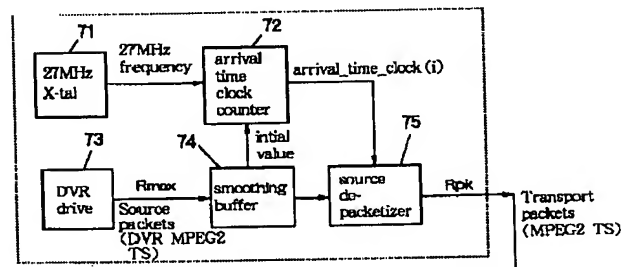 71
27MHz
X-tal
27MHz
frequency
72
arrival
time
clock
counter
arrival_time_clock (i)
73
DVR
drive
Rmax
Source
packets
(DVR MPEG2
TS)
74
intial
value
smoothing
buffer
75
source
de-
packetizer
Rpk
Transport
packets
(MPEG2 TS)